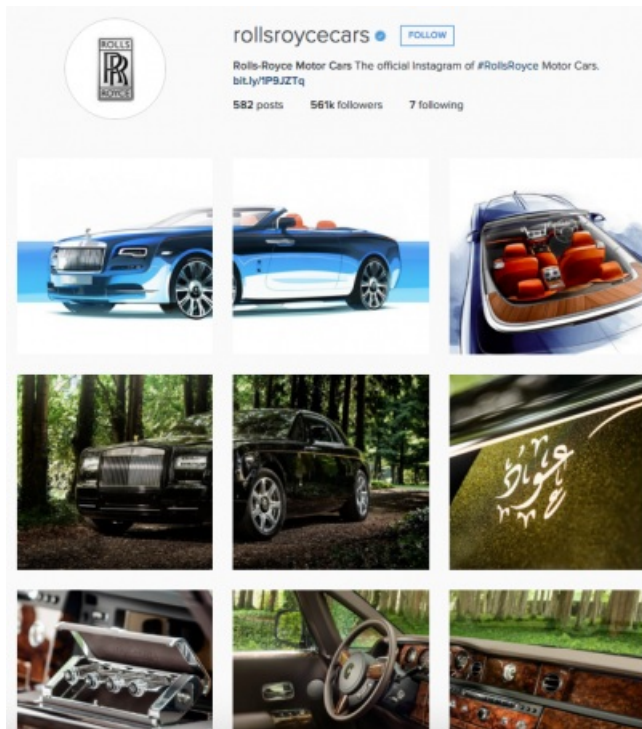 ROLLS
RR
ROYCE
rollsroycecars
FOLLOW
Rolls-Royce Motor Cars The official Instagram of #RollsRoyce Motor Cars.
bit.ly/1P9JZTq
582 posts 561k followers 7 following
عود